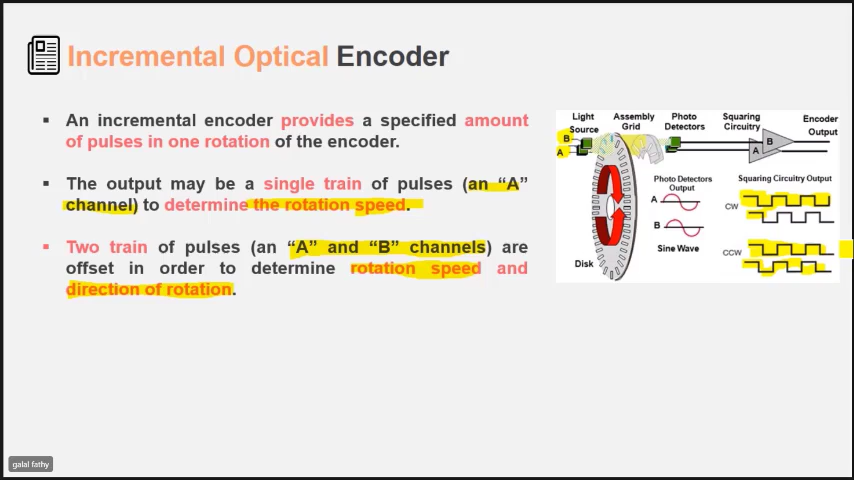 Incremental Optical Encoder
▪ An incremental encoder provides a specified amount
of pulses in one rotation of the encoder.
▪ The output may be a single train of pulses (an “A”
channel) to determine the rotation speed.
▪ Two train of pulses (an “A” and “B” channels) are
offset in order to determine rotation speed and
direction of rotation.
Light
Source
Assembly
Grid
Photo
Detectors
Squaring
Circuitry
Encoder
Output
B
A
B
A
Photo Detectors
Output
A
B
Sine Wave
Squaring Circuitry Output
CW
CCW
Disk
galal fathy